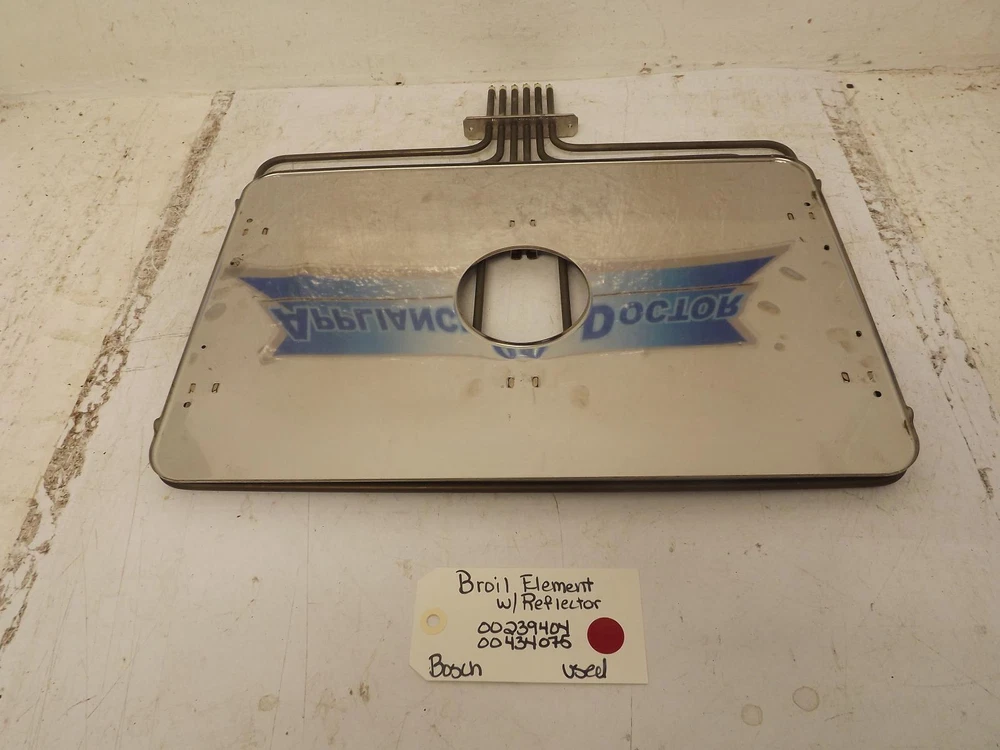 APPLIANCE DOCTOR
Broil Element
w/ Reflector
00239404
00434076
Bosch used